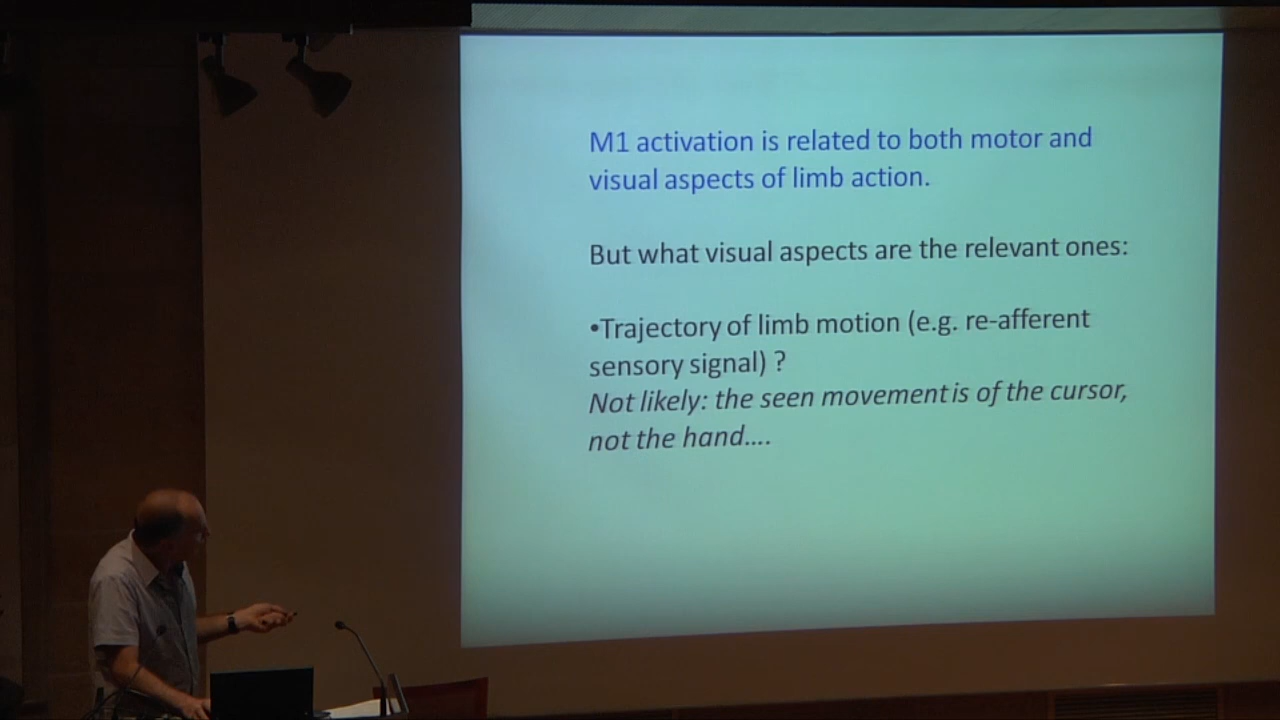 M1 activation is related to both motor and
visual aspects of limb action.
But what visual aspects are the relevant ones:
•Trajectory of limb motion (e.g. re-afferent
sensory signal) ?
Not likely: the seen movement is of the cursor,
not the hand....